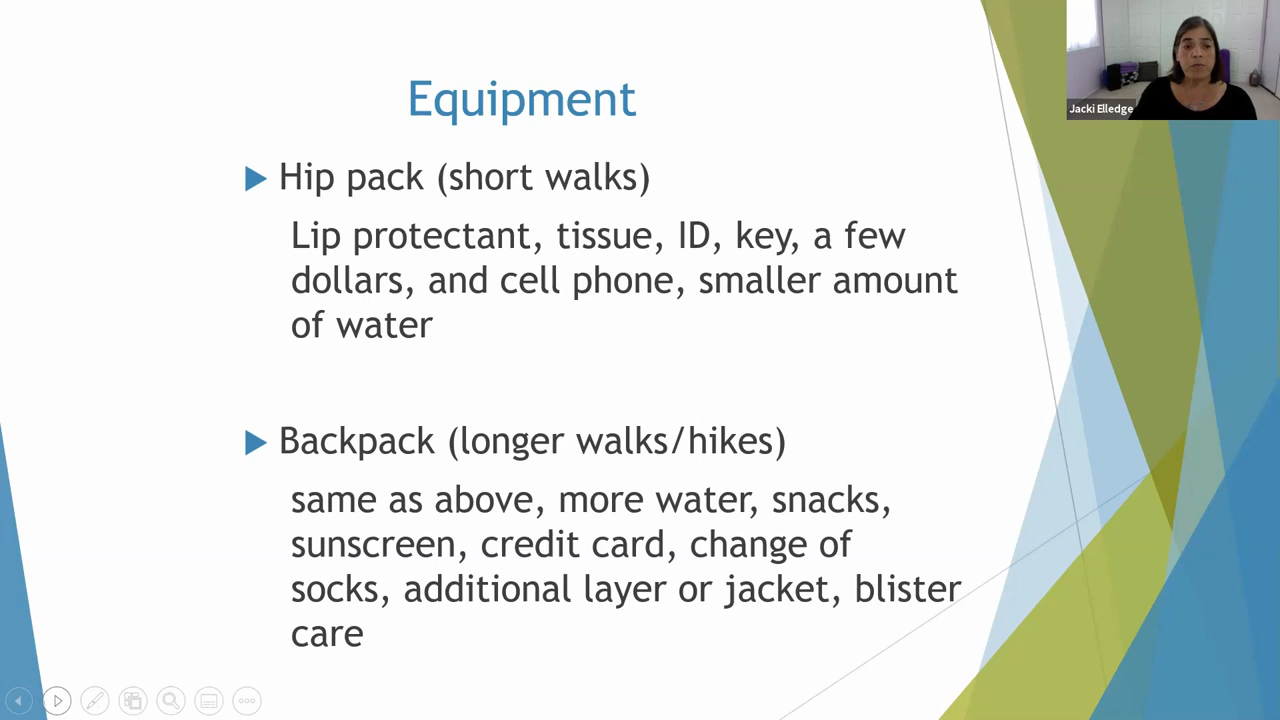 Equipment
Hip pack (short walks)
Lip protectant, tissue, ID, key, a few
dollars, and cell phone, smaller amount
of water
Backpack (longer walks/hikes)
same as above, more water, snacks,
sunscreen, credit card, change of
socks, additional layer or jacket, blister
care
Jacki Elledge